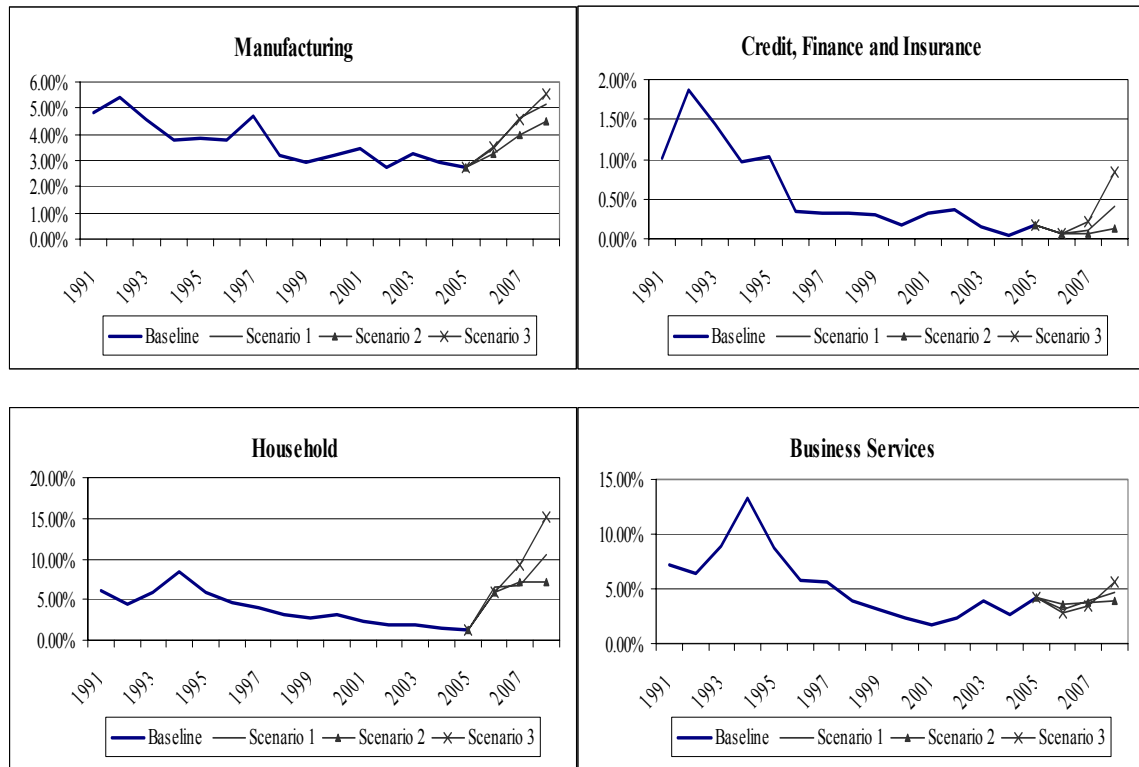 Manufacturing
6.00%
5.00%
4.00%
3.00%
2.00%
1.00%
0.00%
1991 1993 1995 1997 1999 2001 2003 2005 2007
Baseline Scenario 1 Scenario 2 Scenario 3
Credit, Finance and Insurance
2.00%
1.50%
1.00%
0.50%
0.00%
1991 1993 1995 1997 1999 2001 2003 2005 2007
Baseline Scenario 1 Scenario 2 Scenario 3
Household
20.00%
15.00%
10.00%
5.00%
0.00%
1991 1993 1995 1997 1999 2001 2003 2005 2007
Baseline Scenario 1 Scenario 2 Scenario 3
Business Services
15.00%
10.00%
5.00%
0.00%
1991 1993 1995 1997 1999 2001 2003 2005 2007
Baseline Scenario 1 Scenario 2 Scenario 3